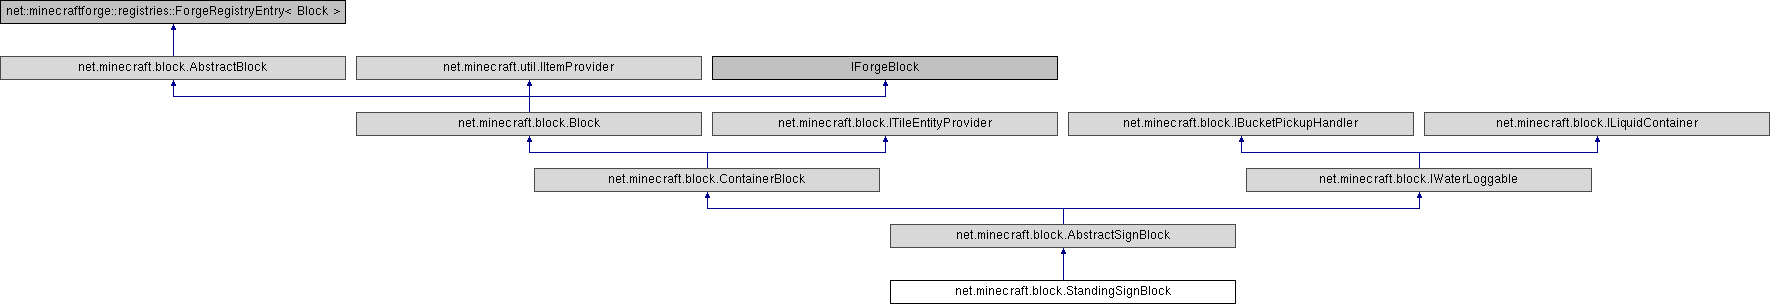 net::minecraftforge::registries::ForgeRegistryEntry< Block >
net.minecraft.block.AbstractBlock
net.minecraft.util.IItemProvider
IForgeBlock
net.minecraft.block.Block
net.minecraft.block.ITileEntityProvider
net.minecraft.block.IBucketPickupHandler
net.minecraft.block.ILiquidContainer
net.minecraft.block.ContainerBlock
net.minecraft.block.IWaterLoggable
net.minecraft.block.AbstractSignBlock
net.minecraft.block.StandingSignBlock